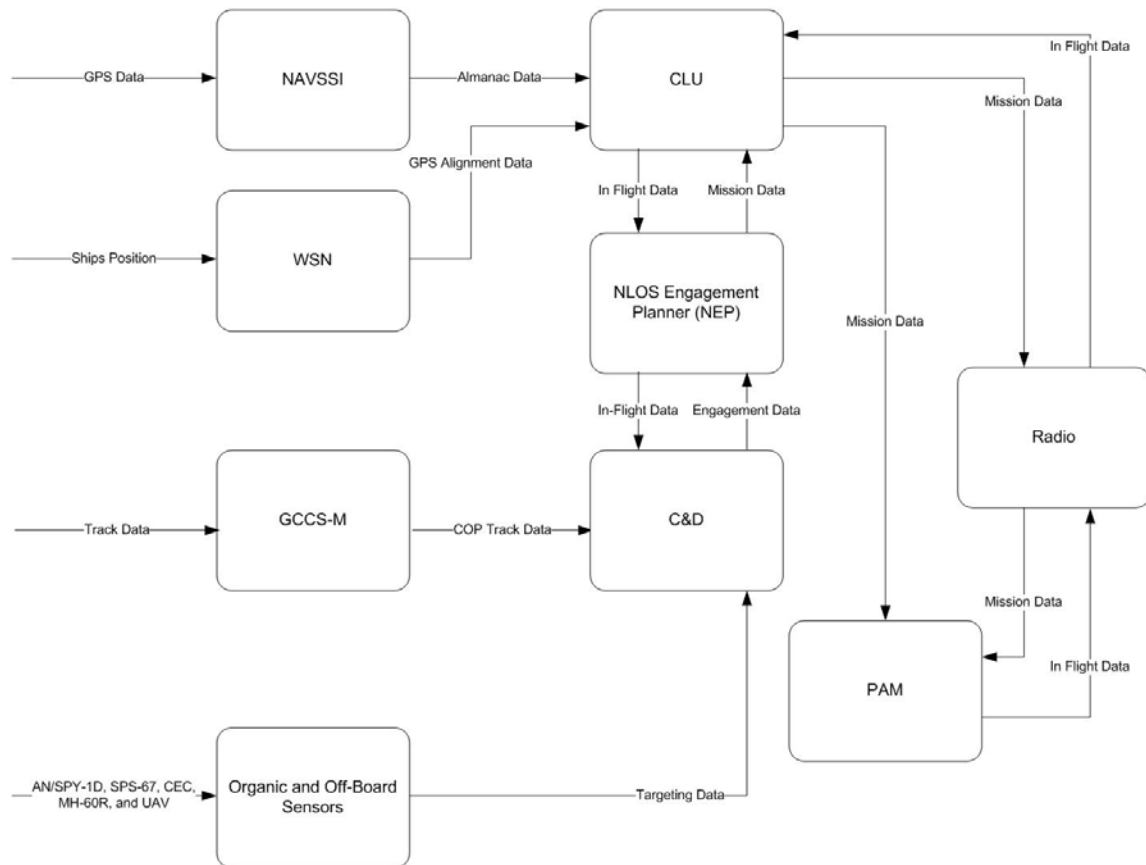 In Flight Data
GPS Data
NAVSSI
Almanac Data
CLU
Mission Data
GPS Alignment Data
In Flight Data
Mission Data
Ships Position
WSN
NLOS Engagement
Planner (NEP)
Mission Data
In-Flight Data
Engagement Data
Radio
Track Data
GCCS-M
COP Track Data
C&D
Mission Data
In Flight Data
PAM
AN/SPY-1D, SPS-67, CEC,
MH-60R, and UAV
Organic and Off-Board
Sensors
Targeting Data